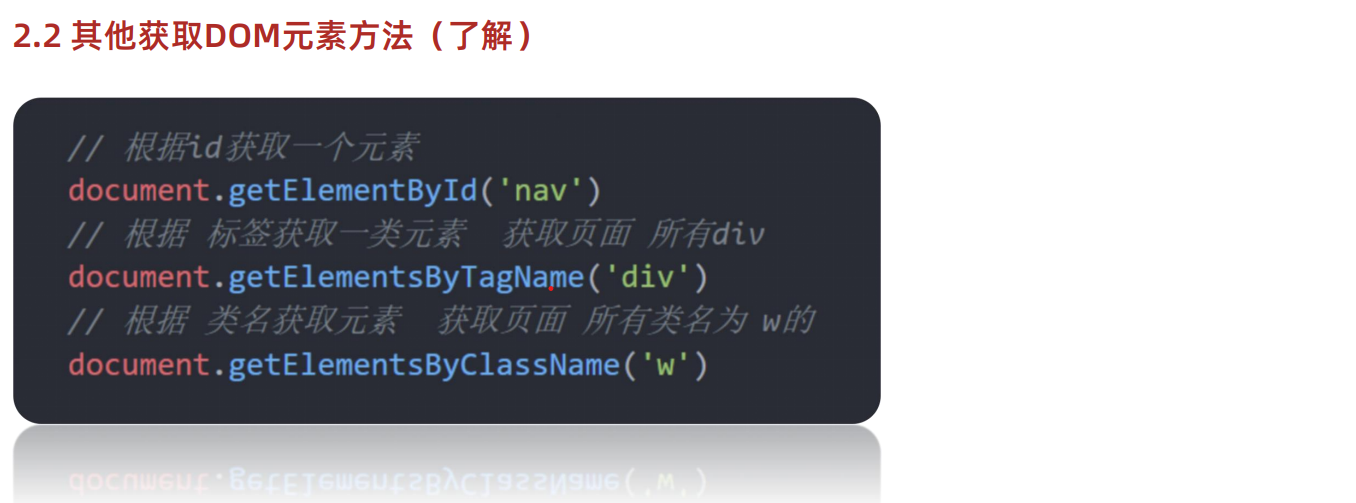 2.2 其他获取DOM元素方法（了解）
// 根据id获取一个元素
document.getElementById('nav')
// 根据 标签获取一类元素  获取页面 所有div
document.getElementsByTagName('div')
// 根据 类名获取元素  获取页面 所有类名为 w的
document.getElementsByClassName('w')